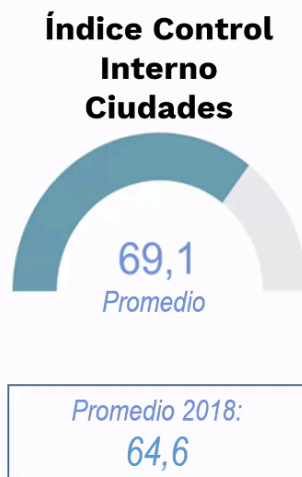 Índice Control
Interno
Ciudades
69,1
Promedio
Promedio 2018:
64,6